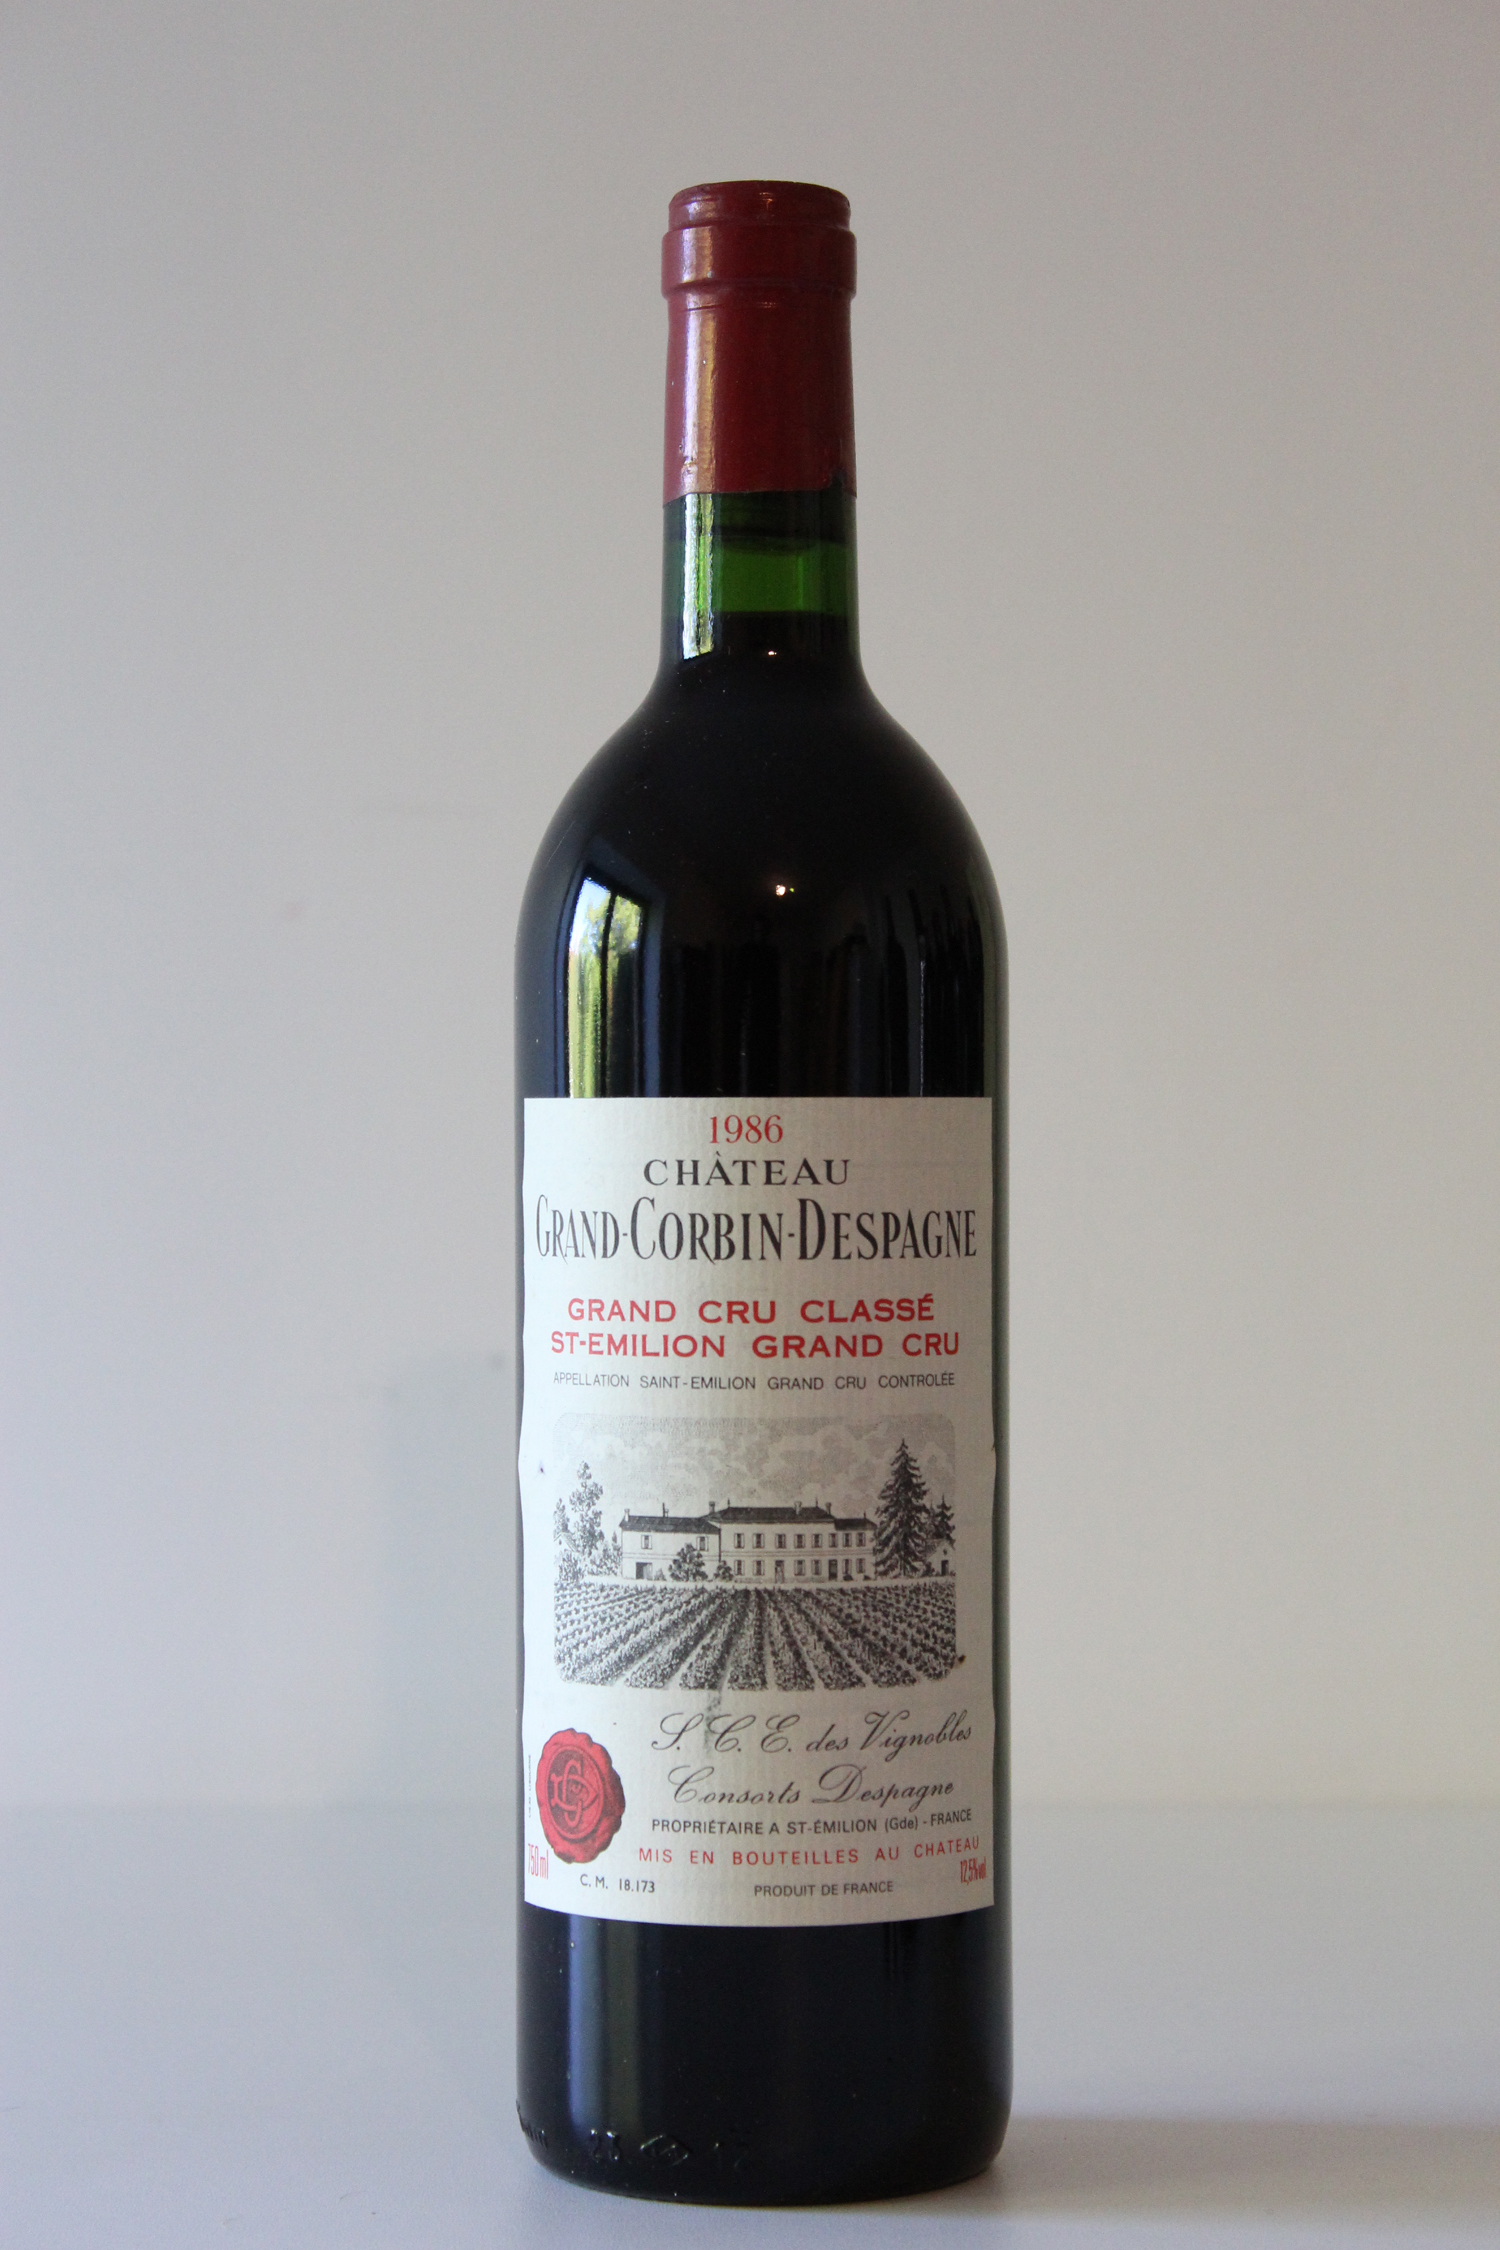 1986
CHÀTEAU
GRAND-CORBIN-DESPAGNE
GRAND CRU CLASSÉ
ST-EMILION GRAND CRU
APPELLATION SAINT-EMILION GRAND CRU CONTROLÉE
S. C. E. des Vignobles
Consorts Despagne
PROPRIÉTAIRE A ST-ÉMILION (Gde) - FRANCE
MIS EN BOUTEILLES AU CHATEAU
750 ml
12,5% vol
C. M. 18.173
PRODUIT DE FRANCE